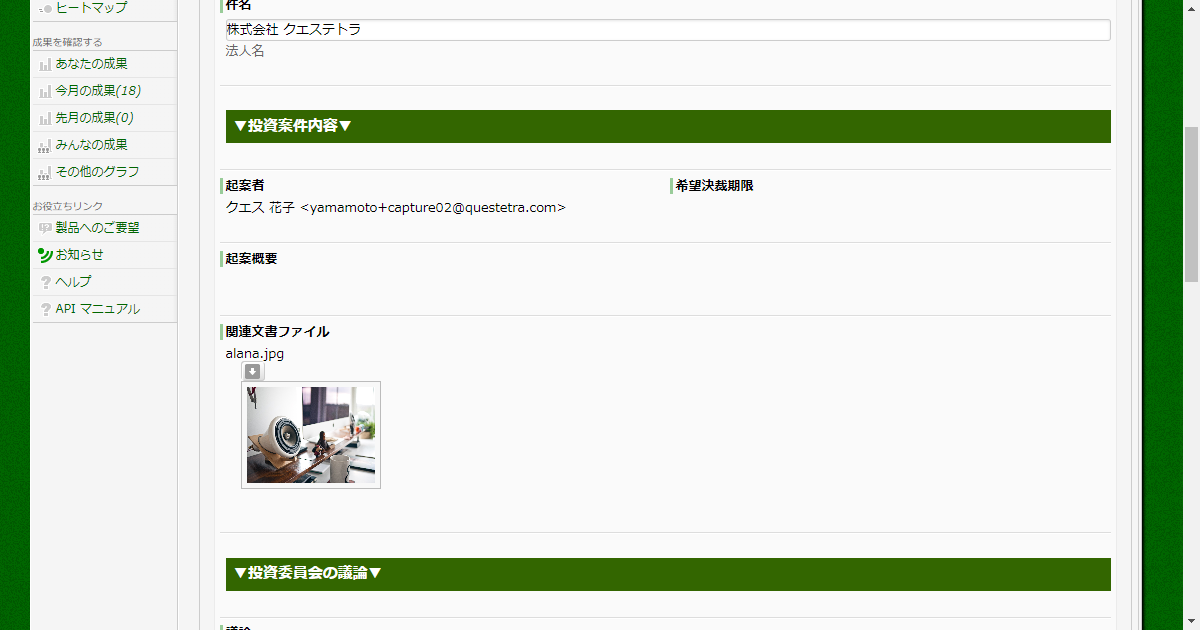 ヒートマップ
成果を確認する
あなたの成果
今月の成果(18)
先月の成果(0)
みんなの成果
その他のグラフ
お役立ちリンク
製品へのご要望
お知らせ
ヘルプ
API マニュアル
件名
株式会社 クエステトラ
法人名
▼投資案件内容▼
起案者
クエス 花子 <yamamoto+capture02@questetra.com>
希望決裁期限
起案概要
関連文書ファイル
alana.jpg
▼投資委員会の議論▼
議論